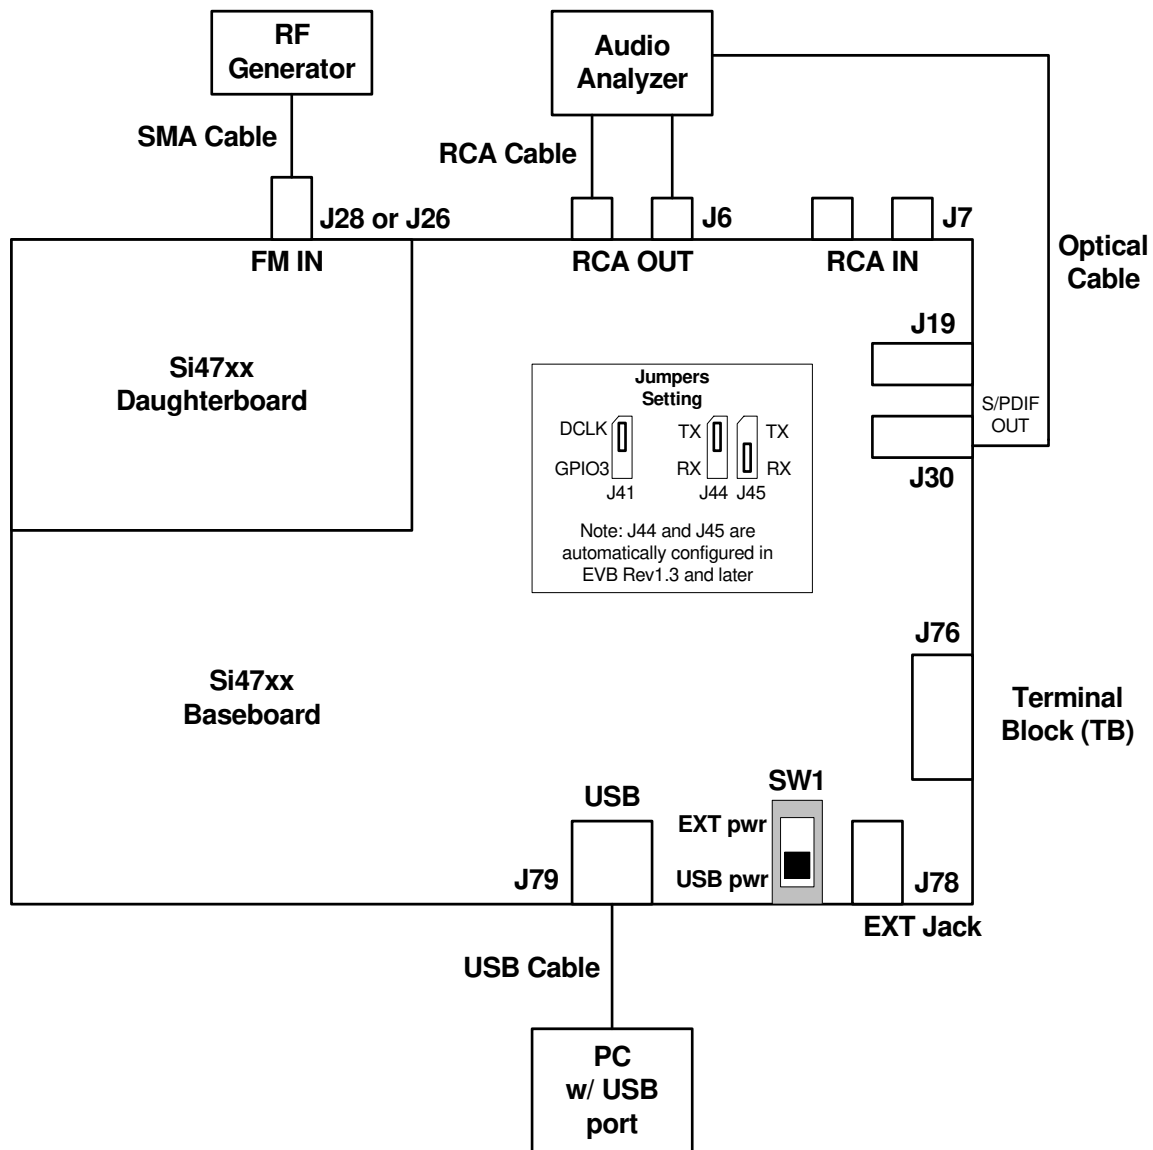 RF
Generator
Audio
Analyzer
SMA Cable
RCA Cable
J28 or J26
J6
J7
FM IN
RCA OUT
RCA IN
Optical
Cable
J19
Si47xx
Daughterboard
Jumpers
Setting
DCLK
GPIO3
J41
TX
RX
J44
TX
RX
J45
Note: J44 and J45 are
automatically configured in
EVB Rev1.3 and later
S/PDIF
OUT
J30
J76
Si47xx
Baseboard
Terminal
Block (TB)
SW1
USB
EXT pwr
USB pwr
J79
J78
EXT Jack
USB Cable
PC
w/ USB
port